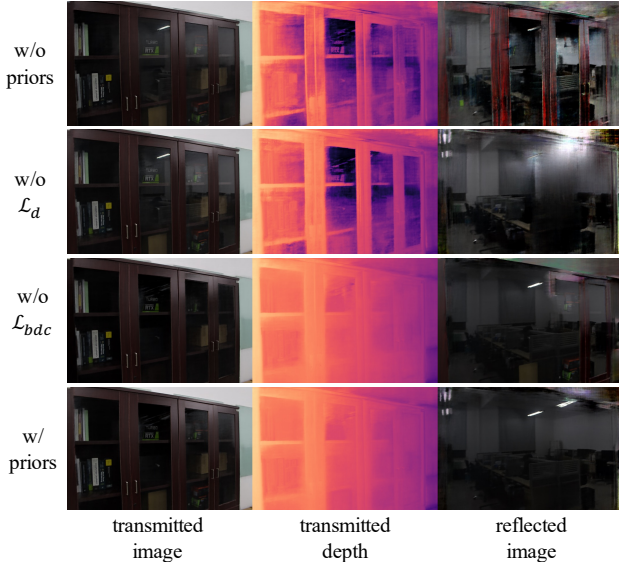 w/o
priors
w/o
ℒ_d
w/o
ℒ_bdc
w/
priors
transmitted transmitted reflected
image depth image